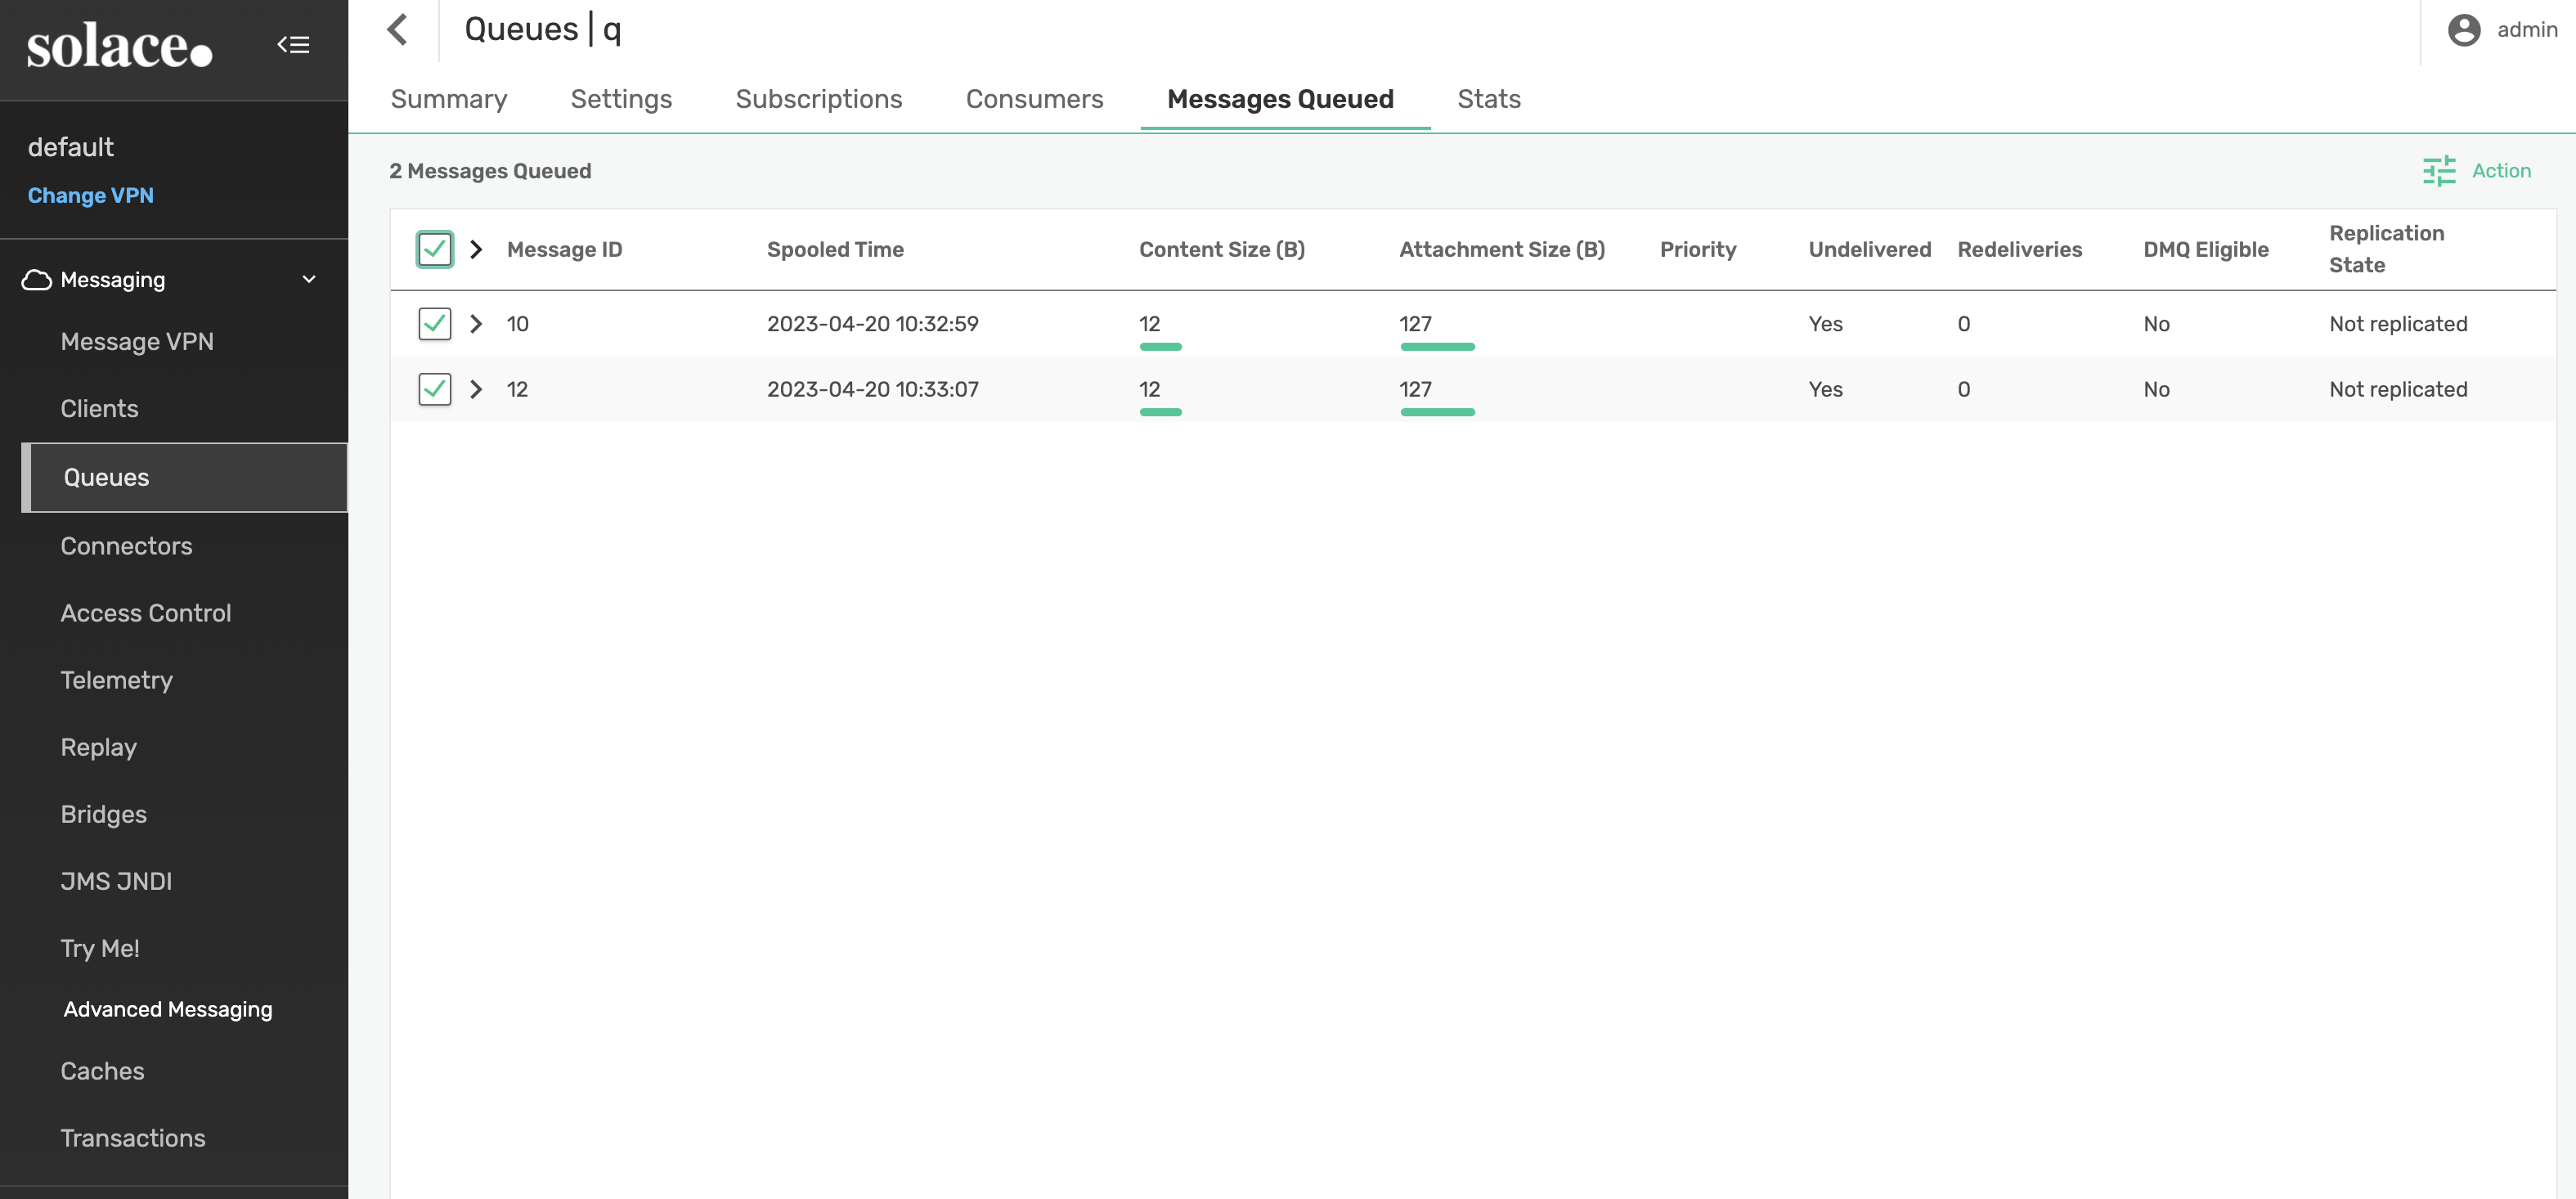 solace
default
Change VPN
Messaging
Message VPN
Clients
Queues
Connectors
Access Control
Telemetry
Replay
Bridges
JMS JNDI
Try Me!
Advanced Messaging
Caches
Transactions
Queues | q
admin
Summary Settings Subscriptions Consumers Messages Queued Stats
2 Messages Queued
Action
Message ID Spooled Time Content Size (B) Attachment Size (B) Priority Undelivered Redeliveries DMQ Eligible Replication State
10 2023-04-20 10:32:59 12 127 Yes 0 No Not replicated
12 2023-04-20 10:33:07 12 127 Yes 0 No Not replicated